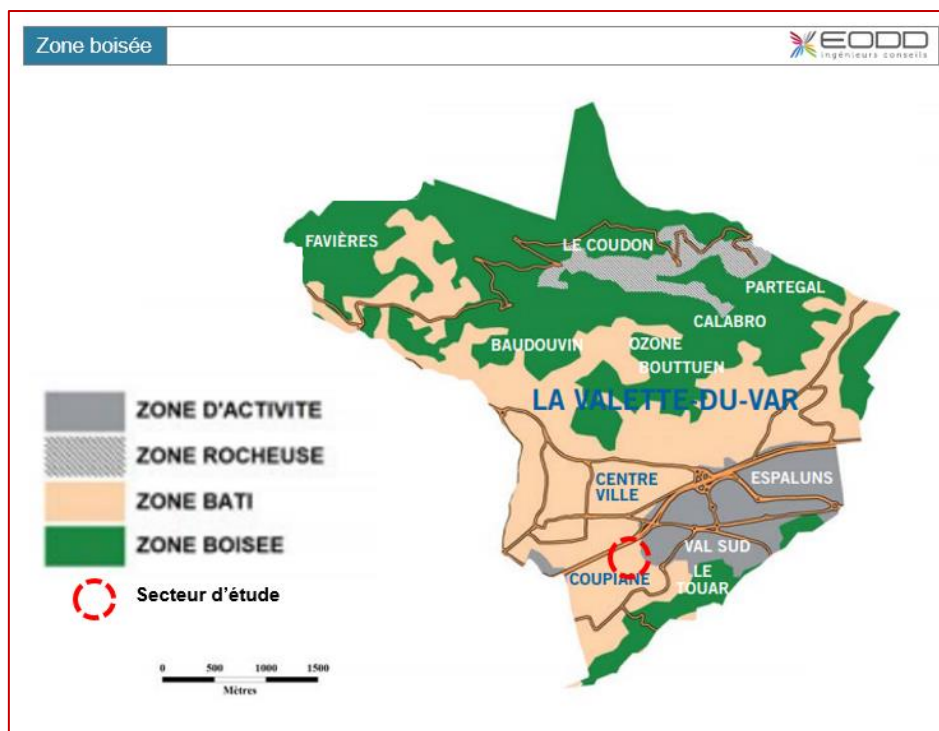 Zone boisée
EODD
ingénieurs conseils
FAVIÈRES
LE COUDON
PARTEGAL
CALABRO
BAUDOUVIN
OZONE
BOUTTUEN
LA VALETTE-DU-VAR
ZONE D'ACTIVITE
ZONE ROCHEUSE
ZONE BATI
ZONE BOISEE
Secteur d'étude
CENTRE
VILLE
ESPALUNS
VAL SUD
COUPIANE
LE
TOUAR
0 500 1000 1500
Mètres